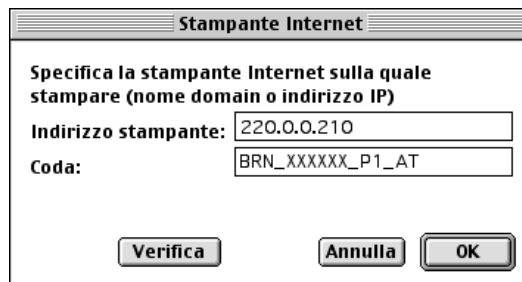 Stampante Internet
Specifica la stampante Internet sulla quale
stampare (nome domain o indirizzo IP)
Indirizzo stampante: 220.0.0.210
Coda: BRN_XXXXXX_P1_AT
Verifica Annulla OK